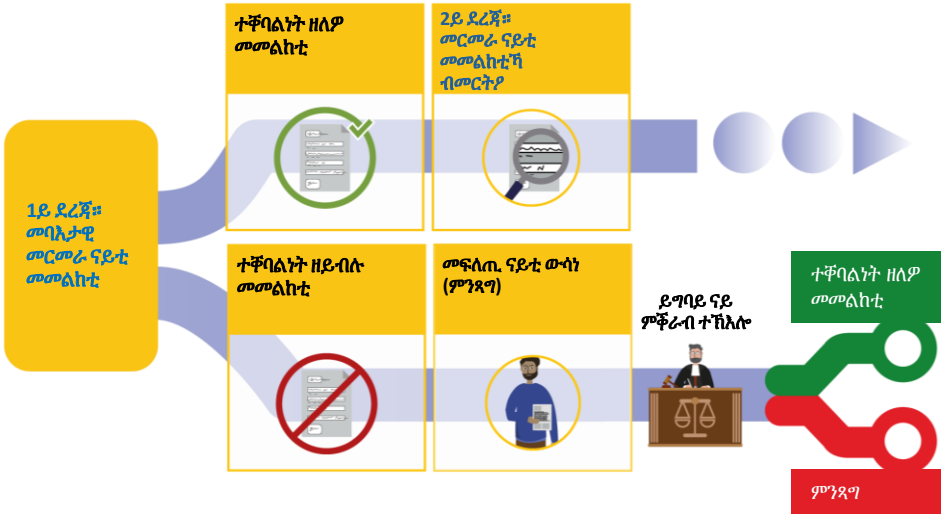 1ይ ደረጃ።
መባእታዊ
መርመራ ናይቲ
መመልከቲ
ተቐባልነት ዘለዎ
መመልከቲ
2ይ ደረጃ።
መርመራ ናይቲ
መመልከቲኻ
ብመርትዖ
ተቐባልነት ዘይብሉ
መመልከቲ
መፍለጢ ናይቲ ውሳነ
(ምንጻግ)
ይግባይ ናይ
ምቕራብ ተኽእሎ
ተቐባልነት ዘለዎ
መመልከቲ
ምንጻግ